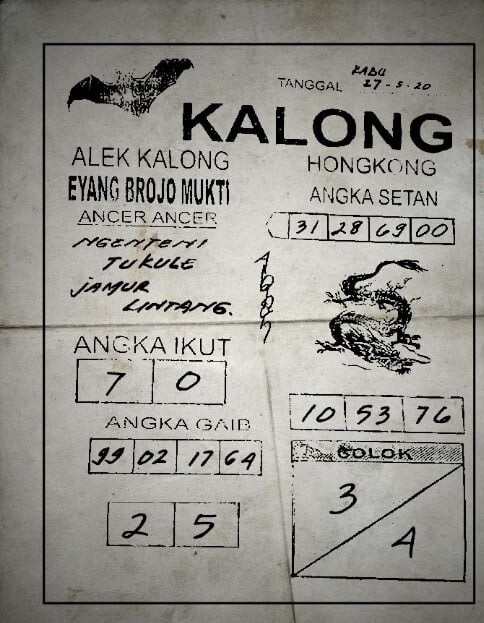 TANGGAL RABU 27-5-20
KALONG
ALEK KALONG
EYANG BROJO MUKTI
ANCER ANCER
NGENTENI
TUKULE
JAMUR
LINTANG.
HONGKONG
ANGKA SETAN
31 28 69 00
ANGKA IKUT
7 0
ANGKA GAIB
99 02 17 64
2 5
10 53 76
COLOK
3
4